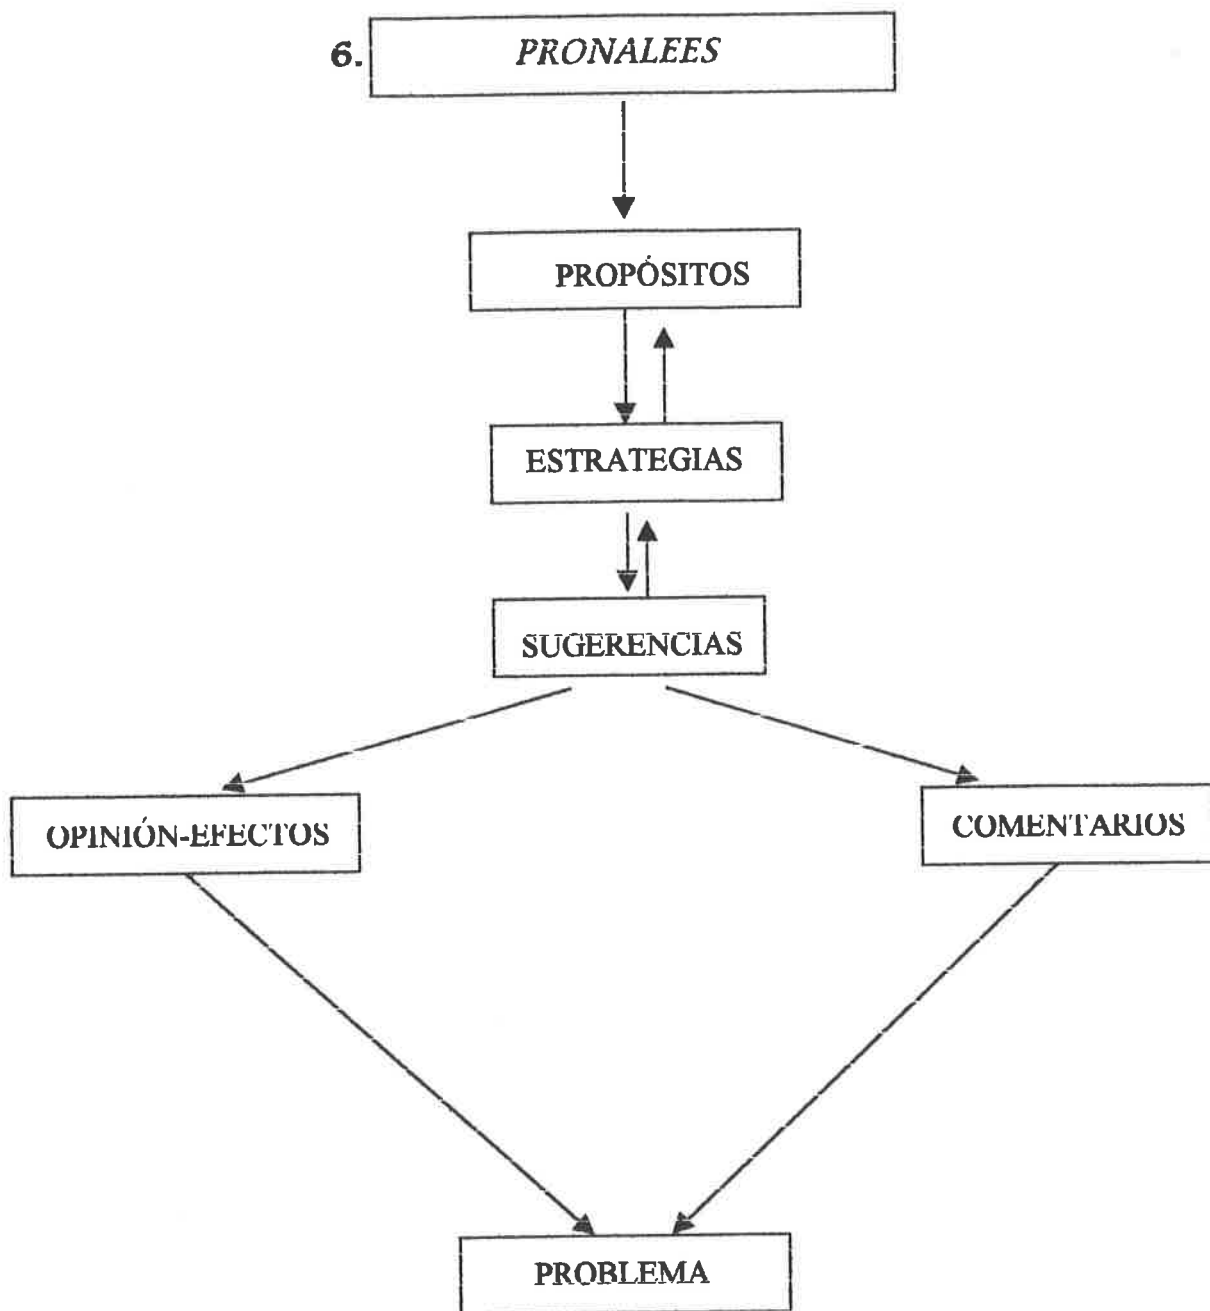 6. PRONALEES
PROPÓSITOS
ESTRATEGIAS
SUGERENCIAS
OPINIÓN-EFECTOS
COMENTARIOS
PROBLEMA